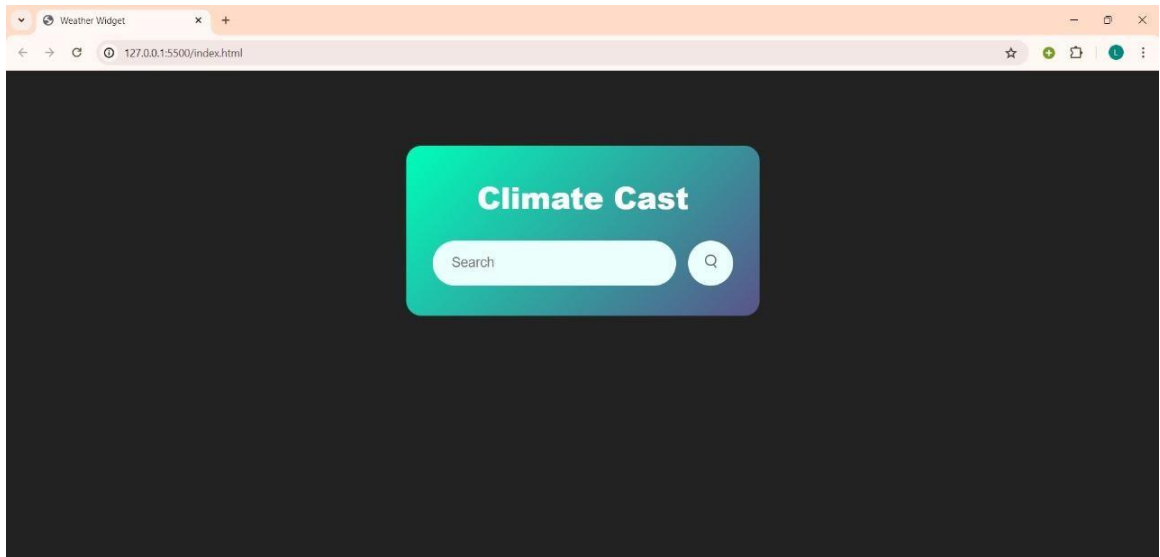 Weather Widget
127.0.0.1:5500/index.html
L
Climate Cast
Search